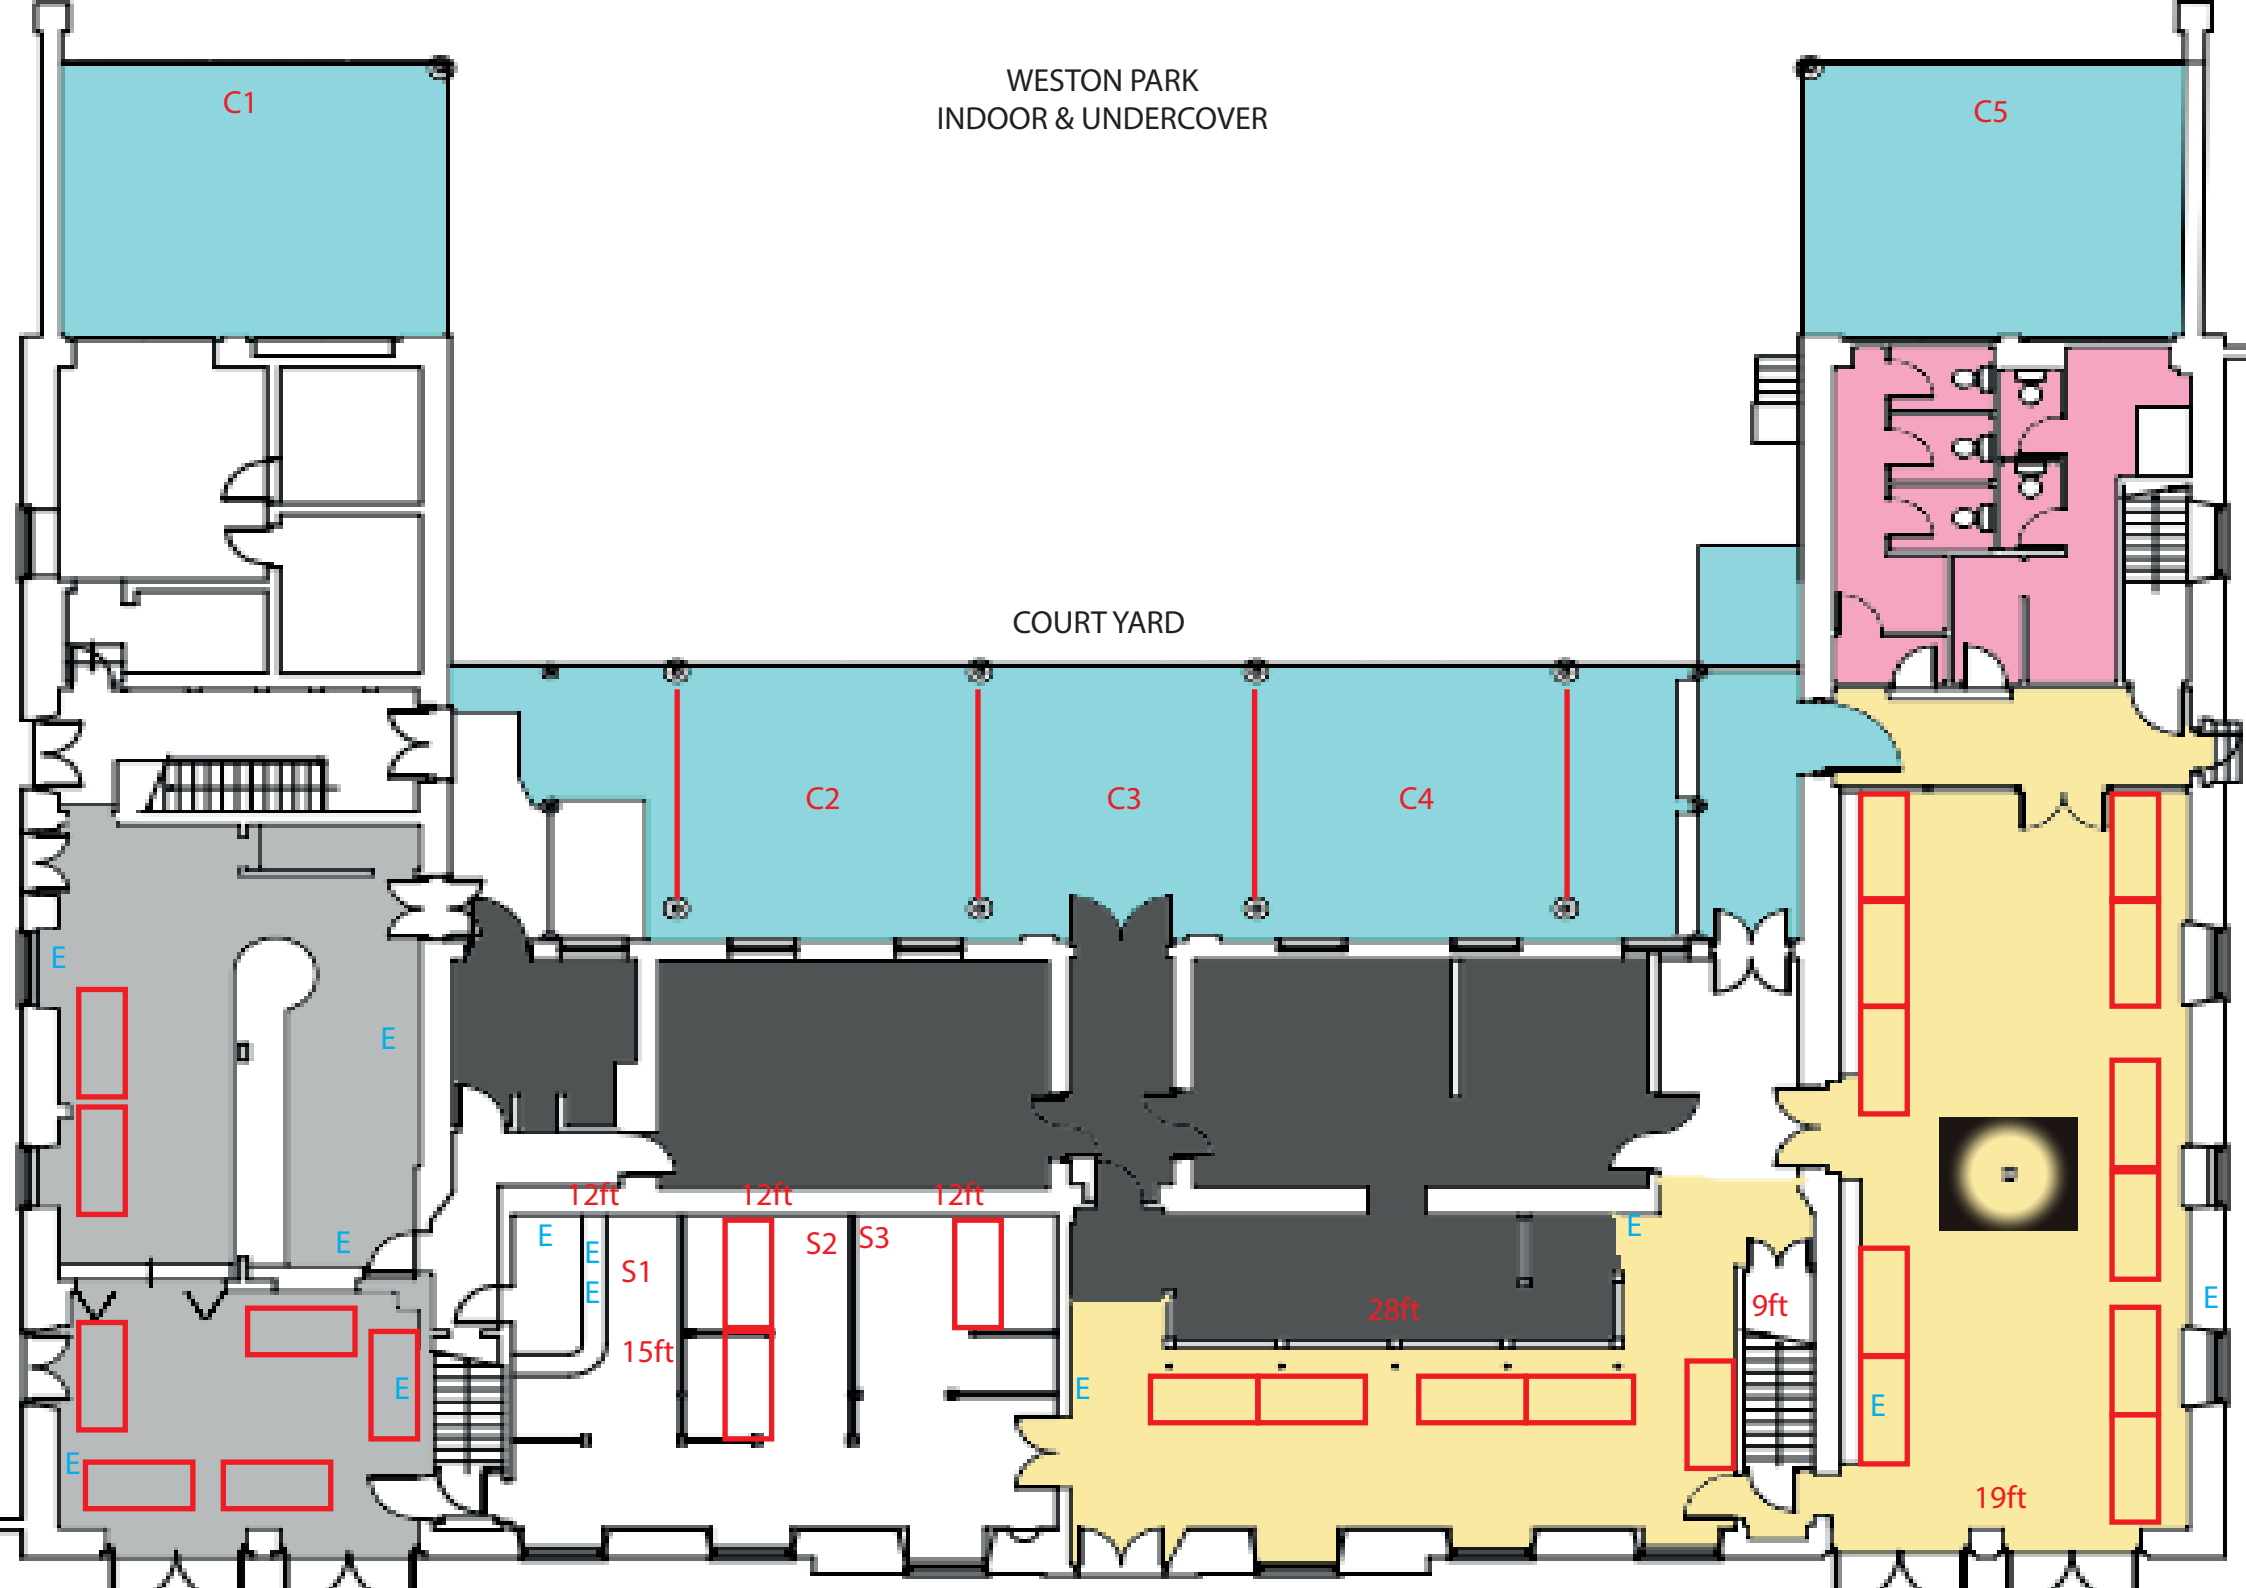 WESTON PARK
INDOOR & UNDERCOVER
C1
C5
COURT YARD
C2
C3
C4
E
E
12ft
12ft
12ft
E
E
E
S1
S2
S3
E
E
15ft
28ft
9ft
E
E
E
E
E
E
19ft